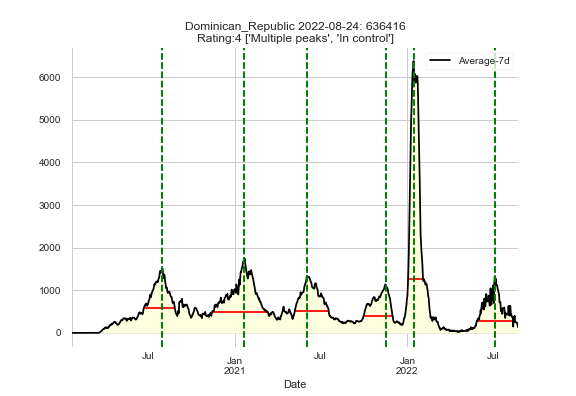 Dominican_Republic 2022-08-24: 636416
Rating:4 ['Multiple peaks', 'In control']
Average-7d
6000
5000
4000
3000
2000
1000
0
Jul
Jan
2021
Jul
Jan
2022
Jul
Date